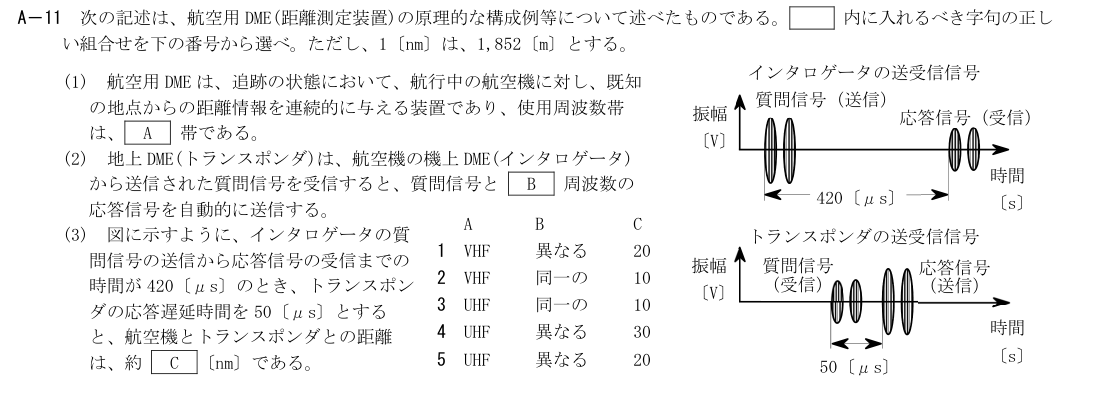 A－11 次の記述は、航空用DME(距離測定装置)の原理的な構成例等について述べたものである。 内に入れるべき字句の正し
い組合せを下の番号から選べ。ただし、1〔nm〕は、1,852〔m〕とする。
(1) 航空用DMEは、追跡の状態において、航行中の航空機に対し、既知
の地点からの距離情報を連続的に与える装置であり、使用周波数帯
は、 A 帯である。
(2) 地上DME(トランスポンダ)は、航空機の機上DME(インタロゲータ)
から送信された質問信号を受信すると、質問信号と B 周波数の
応答信号を自動的に送信する。
(3) 図に示すように、インタロゲータの質
問信号の送信から応答信号の受信までの
時間が420〔μs〕のとき、トランスポン
ダの応答遅延時間を50〔μs〕とする
と、航空機とトランスポンダとの距離
は、約 C 〔nm〕である。
A B C
1 VHF 異なる 20
2 VHF 同一の 10
3 UHF 同一の 10
4 UHF 異なる 30
5 UHF 異なる 20
インタロゲータの送受信信号
質問信号(送信)
振幅
〔V〕
応答信号(受信)
時間
〔s〕
420〔μs〕
トランスポンダの送受信信号
振幅
〔V〕
質問信号
(受信)
応答信号
(送信)
時間
〔s〕
50〔μs〕